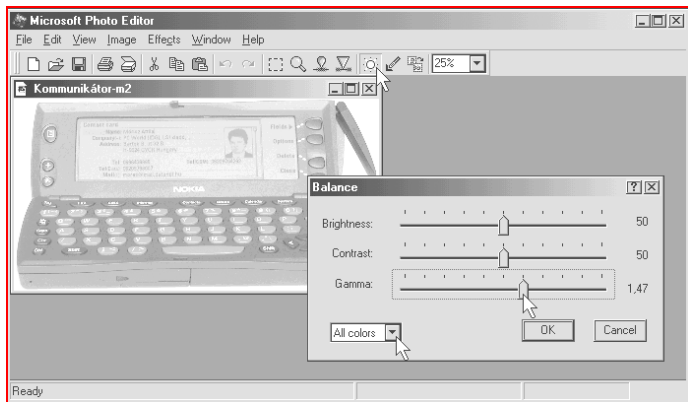 Microsoft Photo Editor
File Edit View Image Effects Window Help
25%
Kommunikátor-m2
NOKIA
Balance
Brightness: 50
Contrast: 50
Gamma: 1,47
All colors OK Cancel
Ready